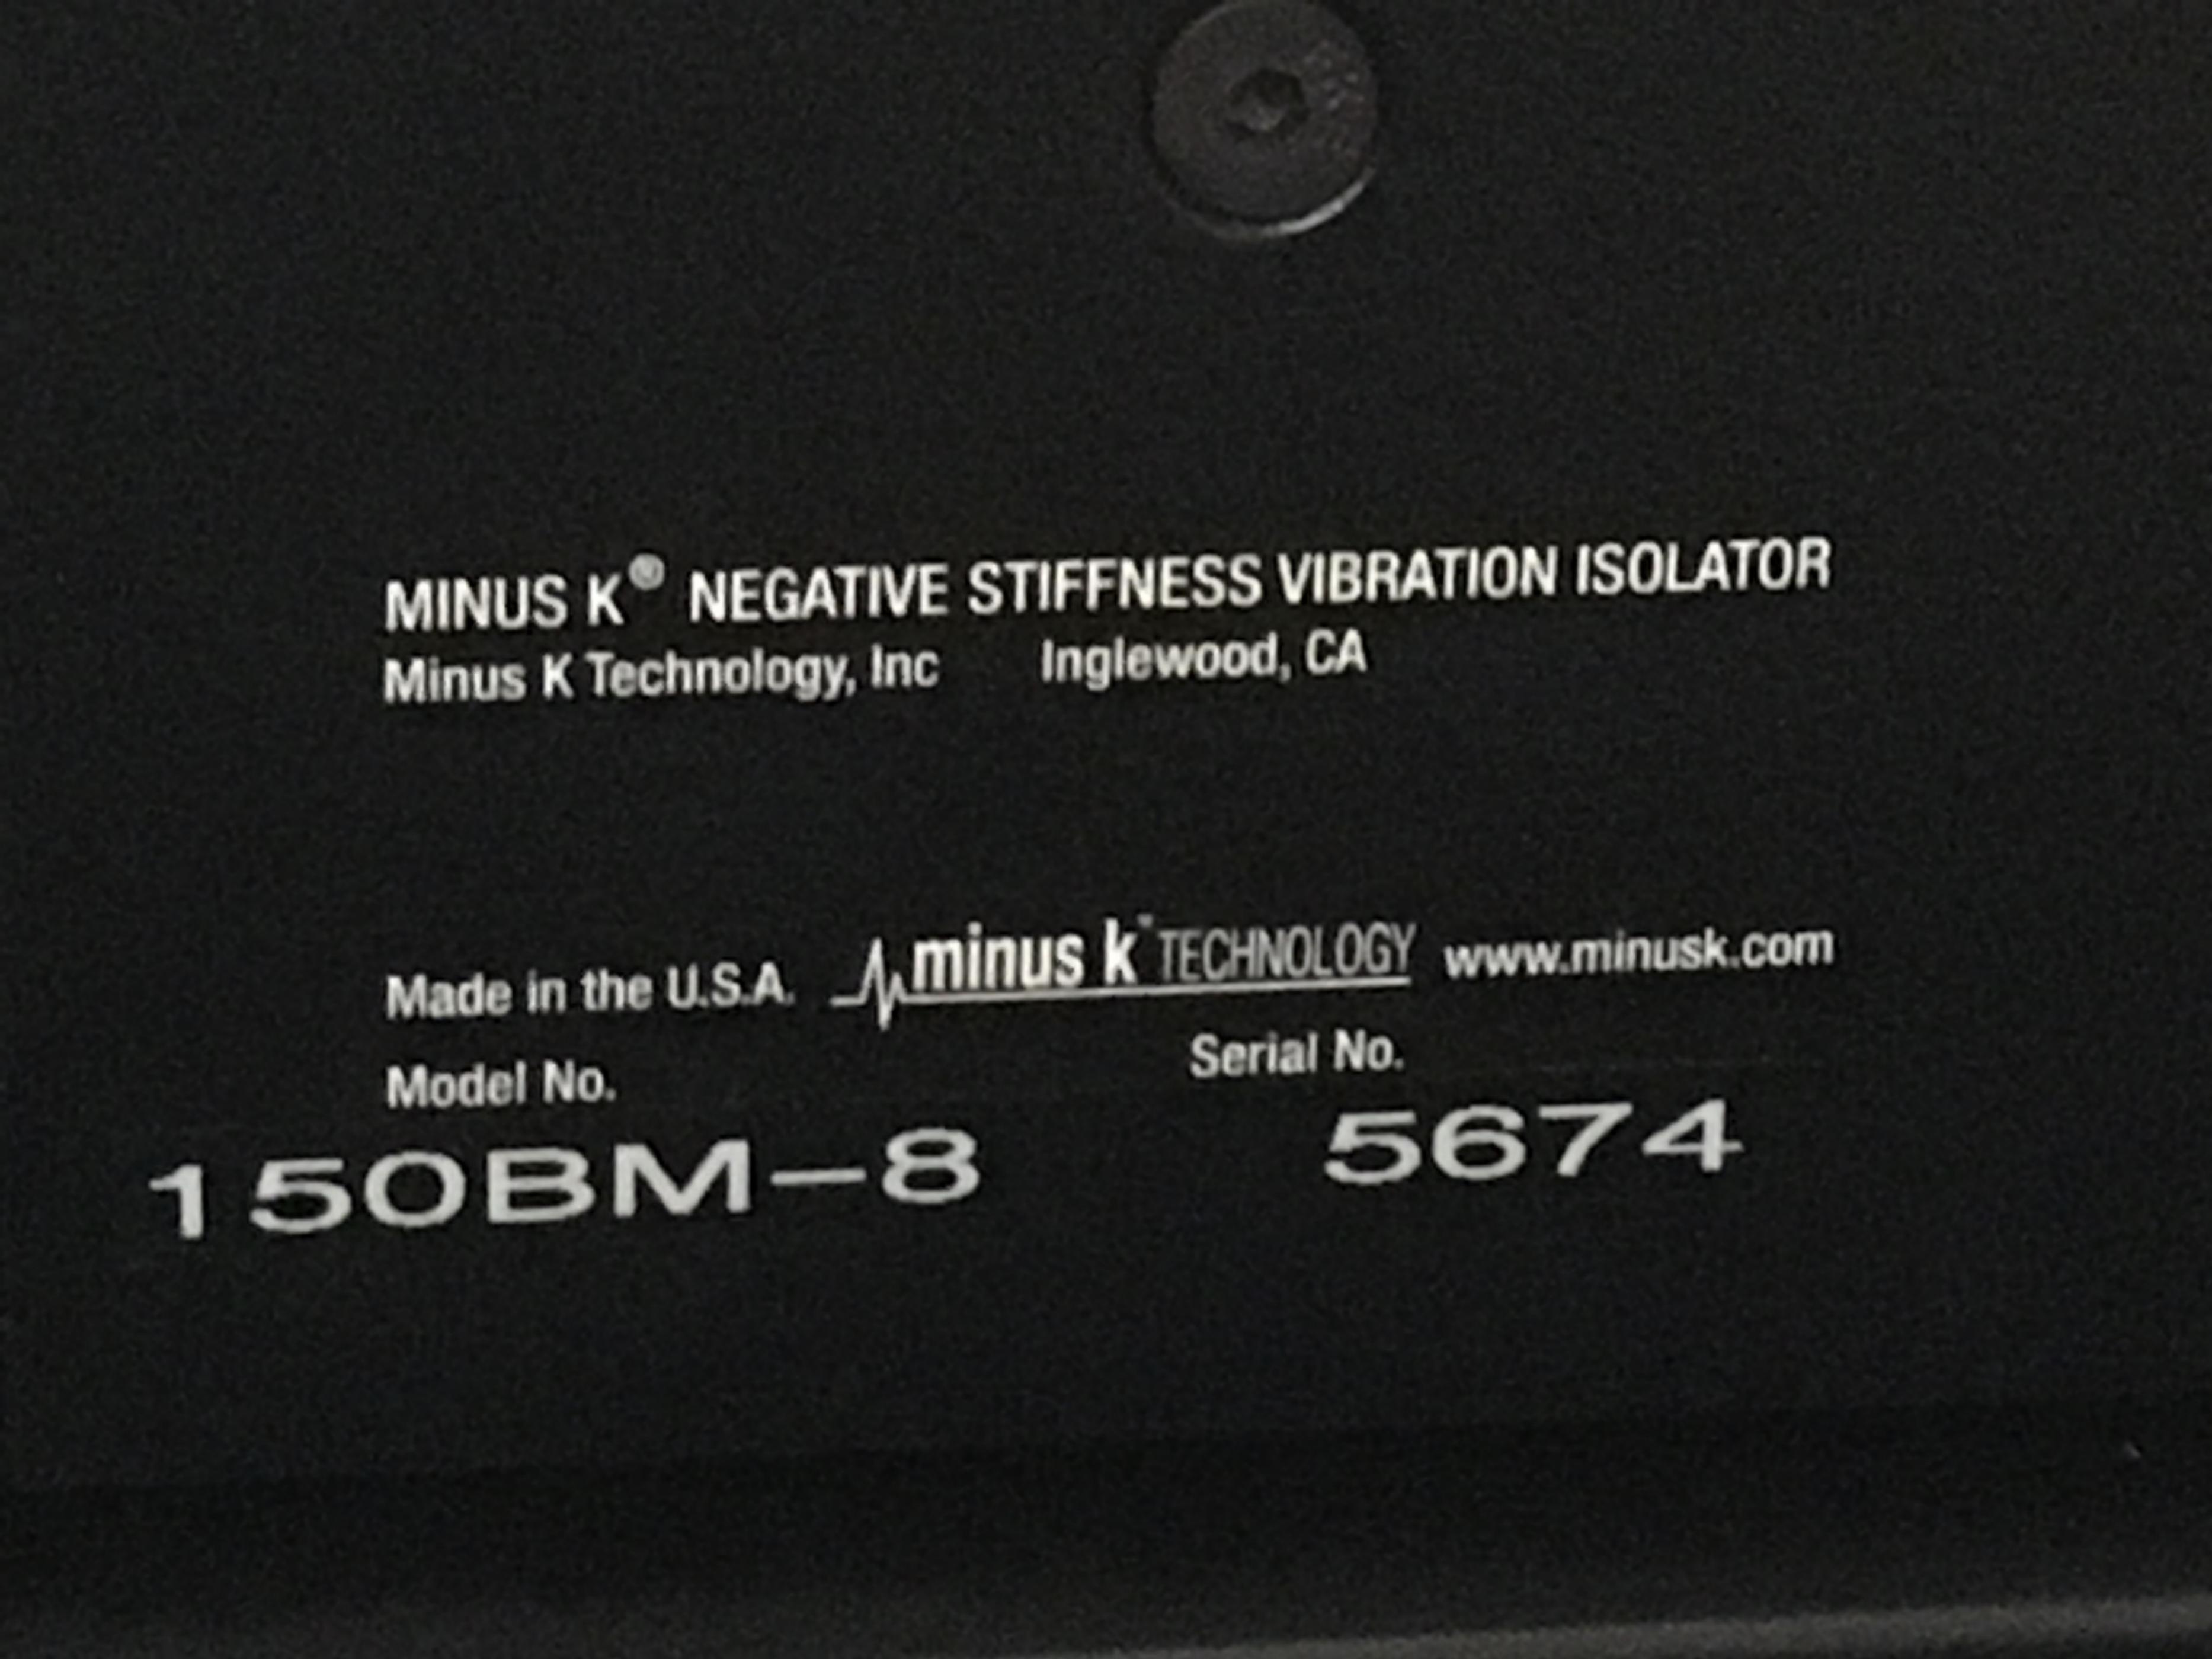 MINUS K® NEGATIVE STIFFNESS VIBRATION ISOLATOR
Minus K Technology, Inc Inglewood, CA
Made in the U.S.A. minus k TECHNOLOGY www.minusk.com
Model No. Serial No.
150BM-8 5674